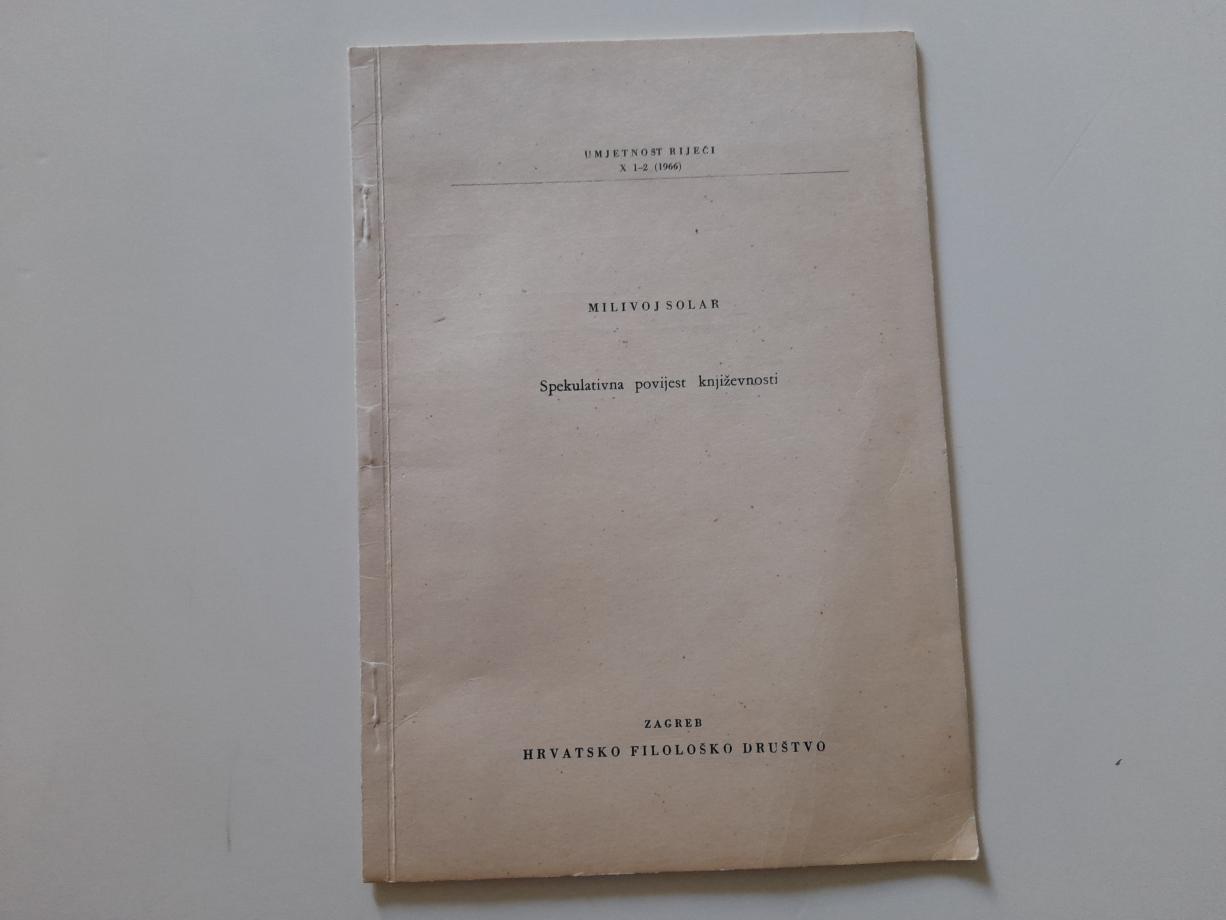 UMJETNOST RIJEČI
X 1–2 (1966)
MILIVOJ SOLAR
Spekulativna povijest književnosti
ZAGREB
HRVATSKO FILOLOŠKO DRUŠTVO